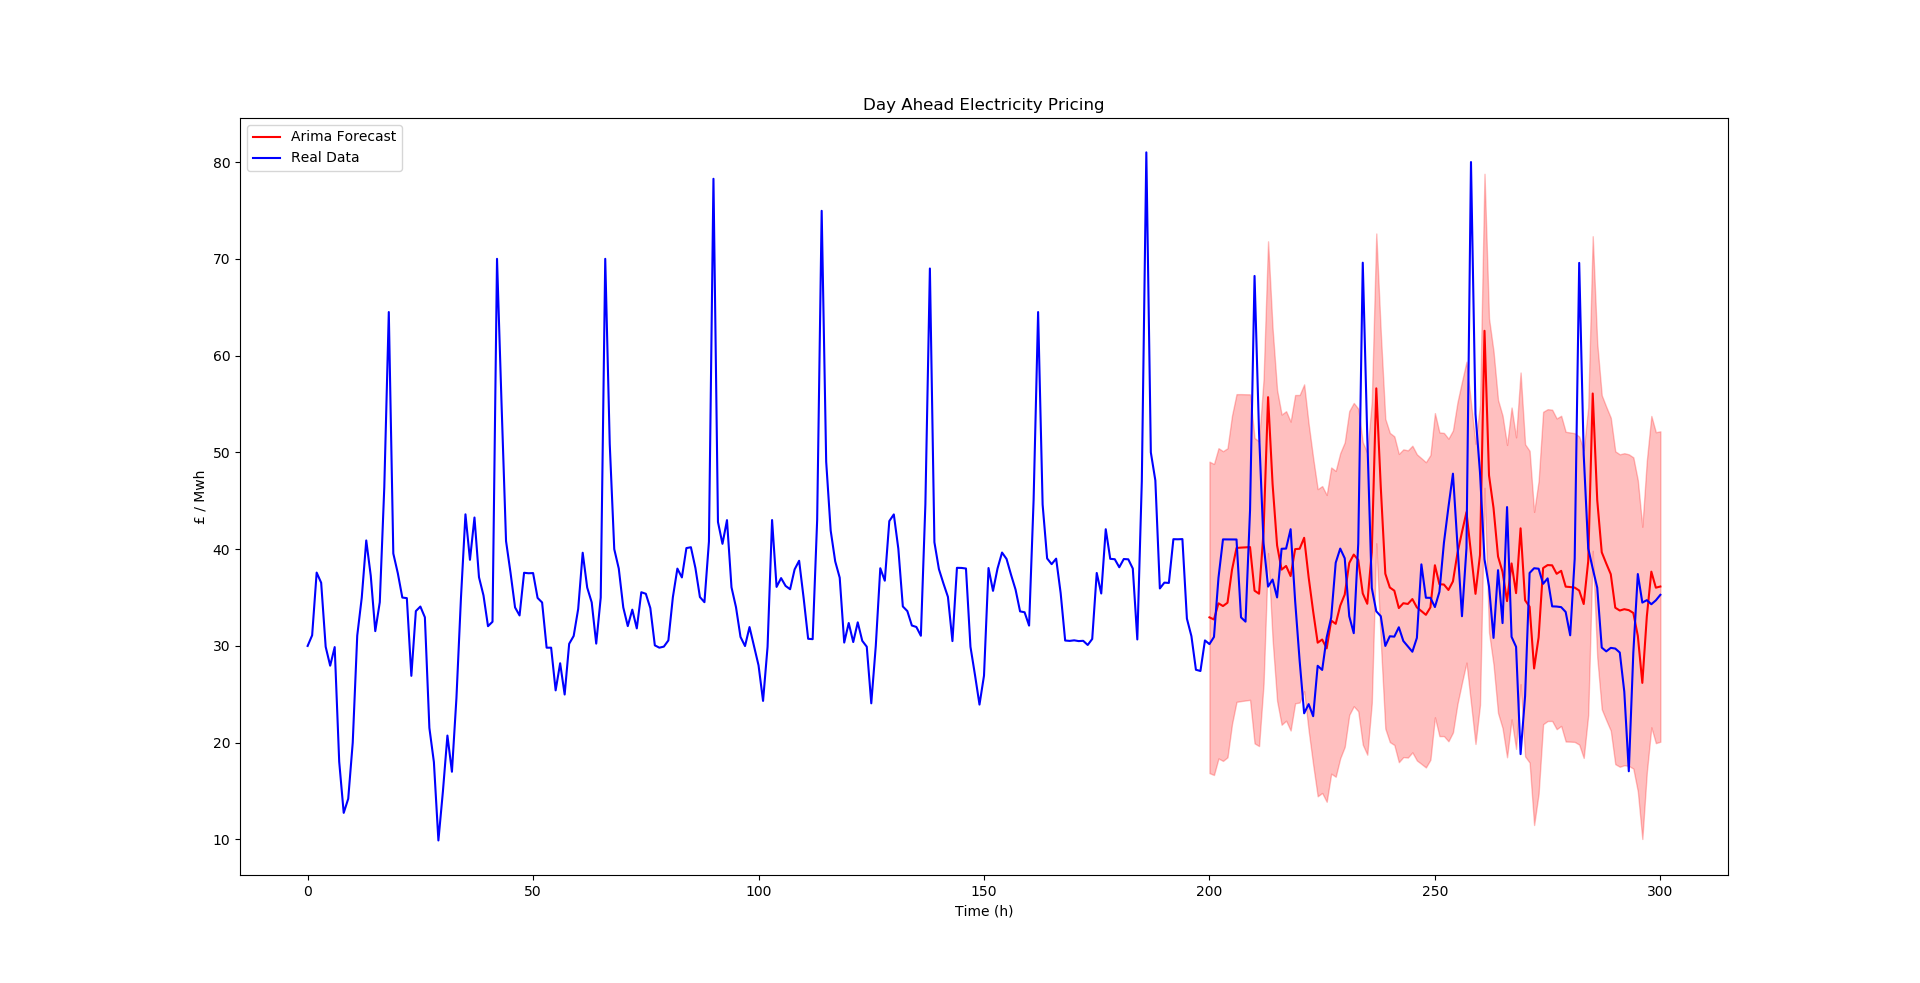 Day Ahead Electricity Pricing
Arima Forecast
Real Data
80
70
60
50
40
30
20
10
£ / Mwh
0 50 100 150 200 250 300
Time (h)